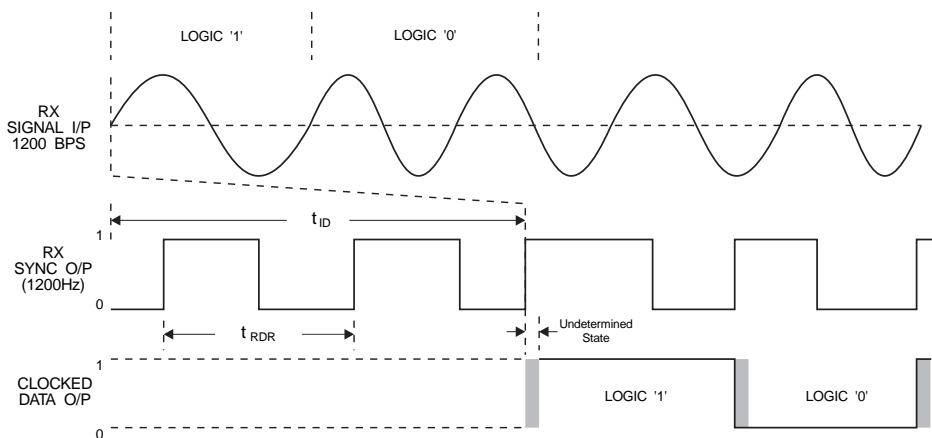 LOGIC '1' LOGIC '0'
RX
SIGNAL I/P
1200 BPS
t ID
1
RX
SYNC O/P
(1200Hz)
0
t RDR
Undetermined
State
1
CLOCKED
DATA O/P
LOGIC '1' LOGIC '0'
0